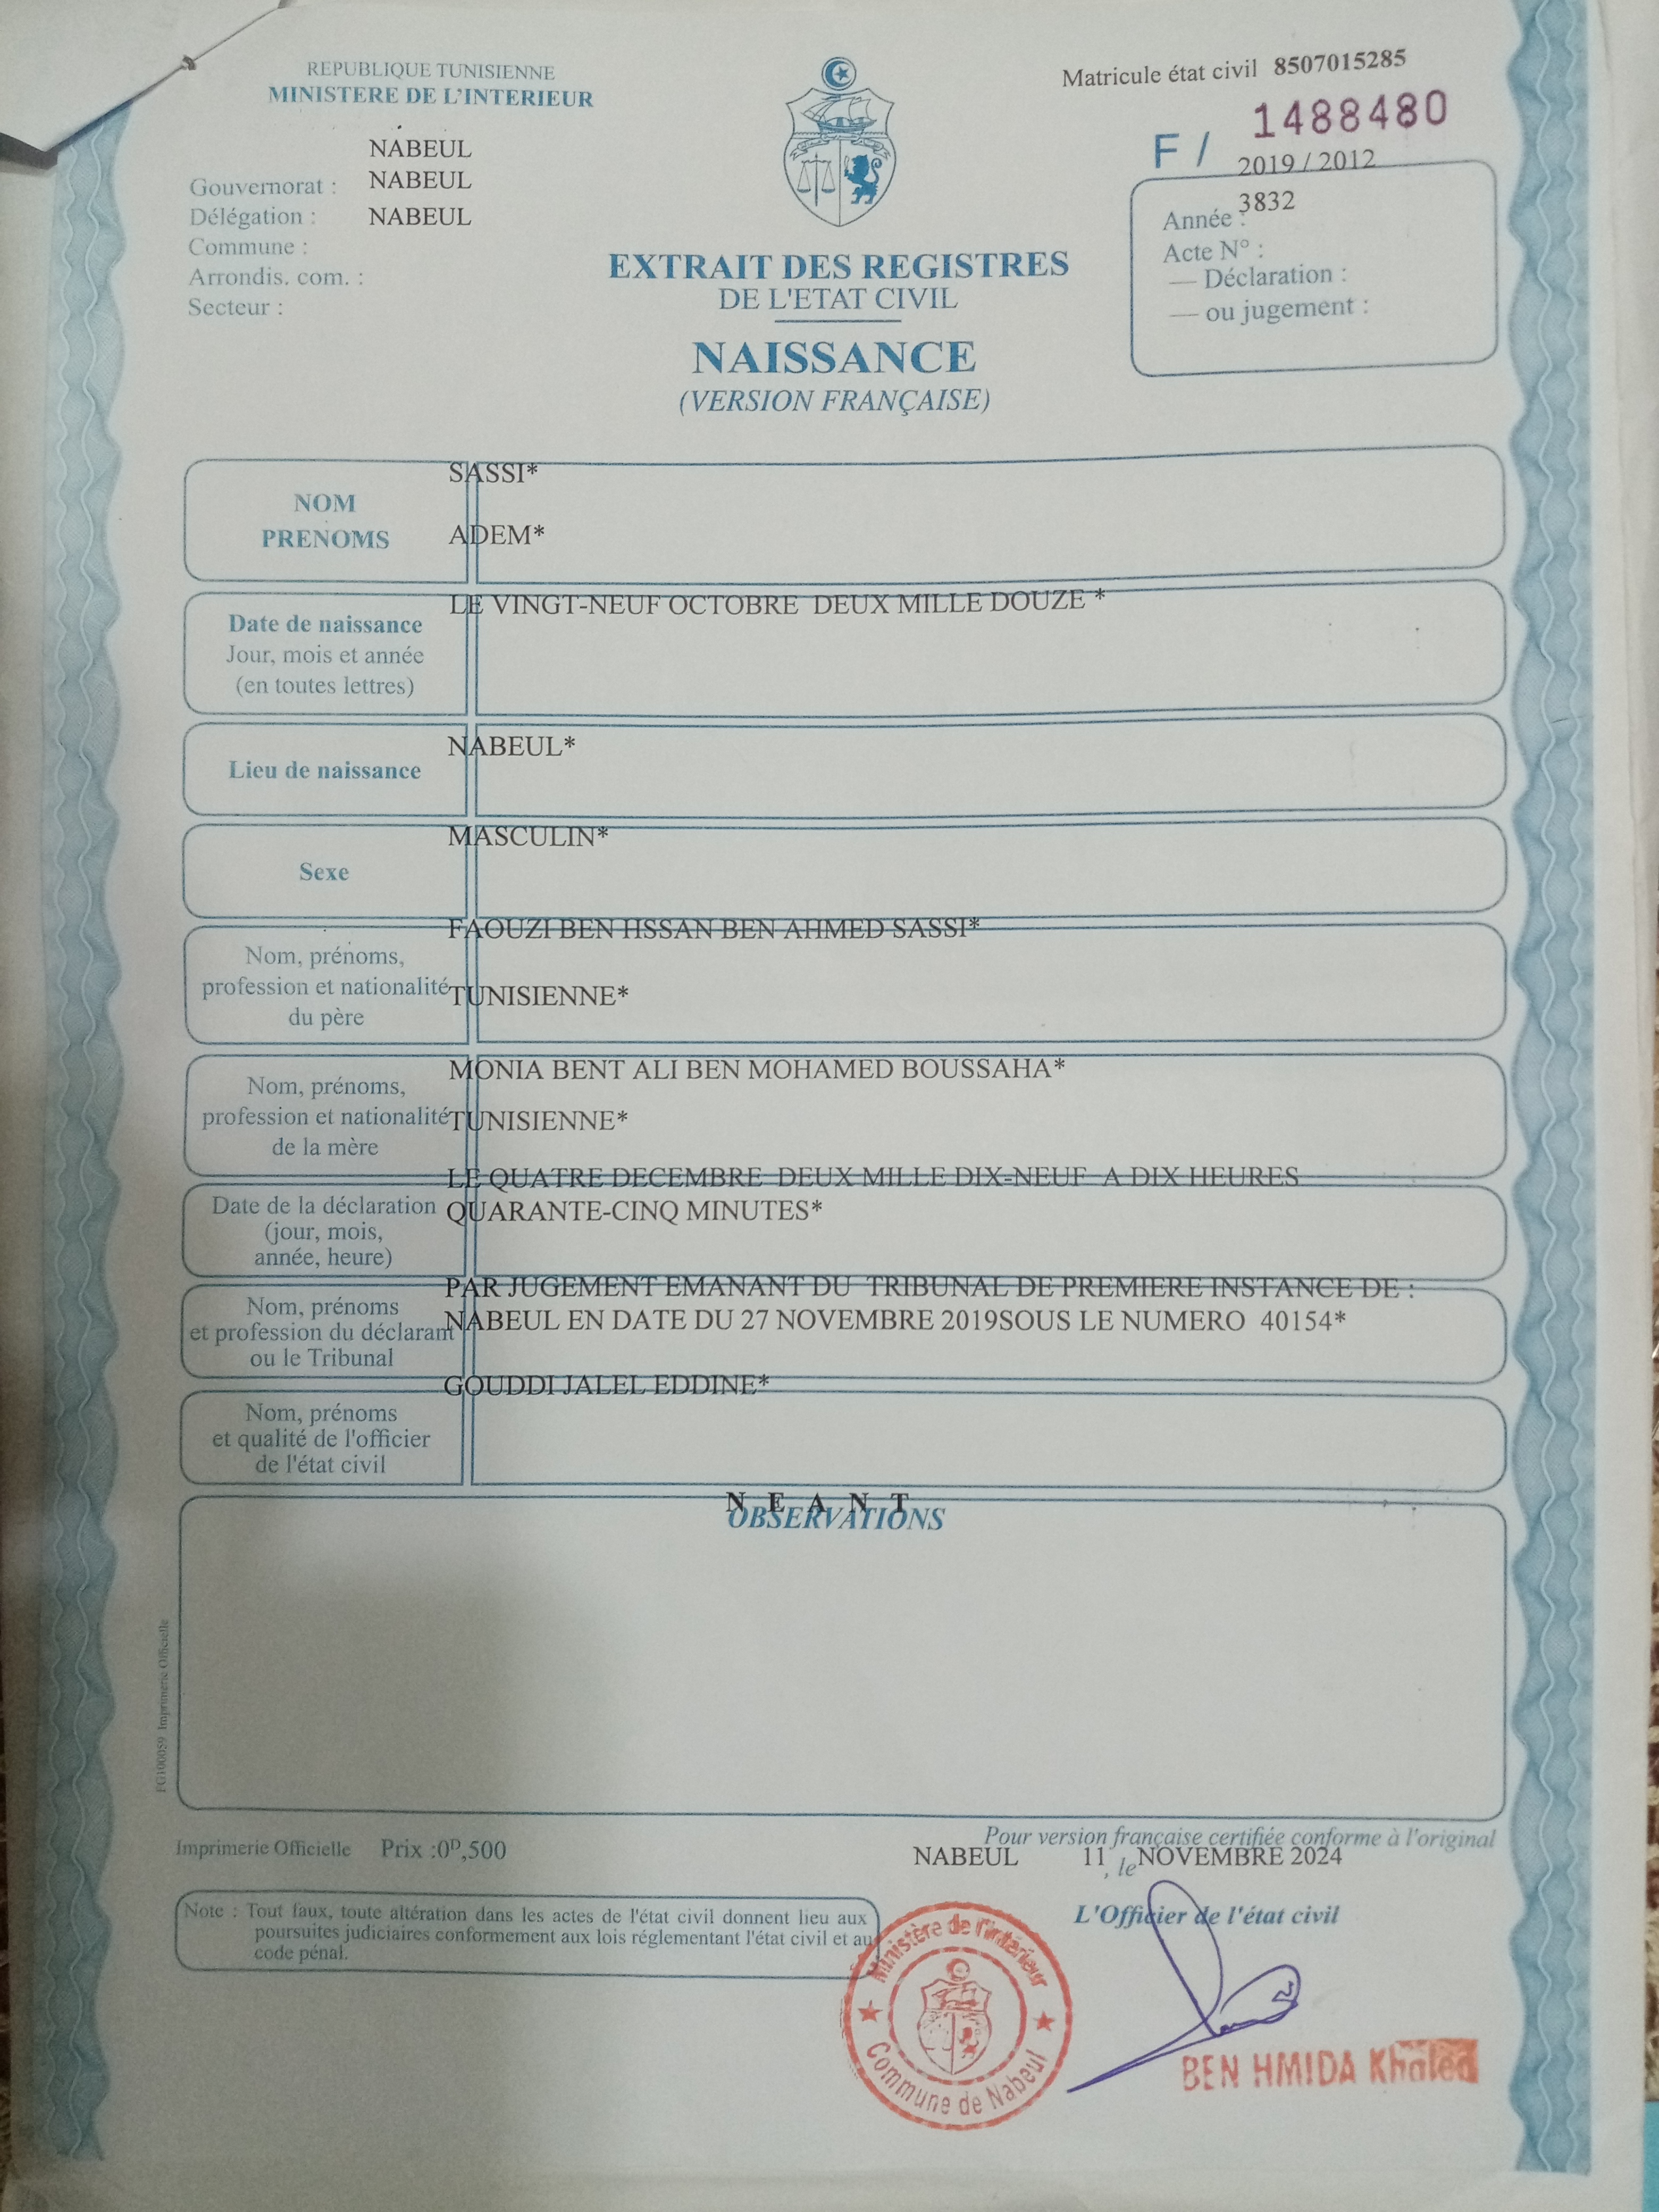 REPUBLIQUE TUNISIENNE
MINISTERE DE L'INTERIEUR
NABEUL
Gouvernorat : NABEUL
Délégation : NABEUL
Commune :
Arrondis. com. :
Secteur :
Matricule état civil 8507015285
F / 1488480
2019 / 2012
3832
Année :
Acte N° :
— Déclaration :
— ou jugement :
EXTRAIT DES REGISTRES
DE L'ETAT CIVIL
NAISSANCE
(VERSION FRANÇAISE)
SASSI*
NOM
PRENOMS
ADEM*
LE VINGT-NEUF OCTOBRE DEUX MILLE DOUZE *
Date de naissance
Jour, mois et année
(en toutes lettres)
NABEUL*
Lieu de naissance
MASCULIN*
Sexe
FAOUZI BEN HSSAN BEN AHMED SASSI*
Nom, prénoms,
profession et nationalité
du père
TUNISIENNE*
MONIA BENT ALI BEN MOHAMED BOUSSAHA*
Nom, prénoms,
profession et nationalité
de la mère
TUNISIENNE*
LE QUATRE DECEMBRE DEUX MILLE DIX-NEUF A DIX HEURES
QUARANTE-CINQ MINUTES*
Date de la déclaration
(jour, mois,
année, heure)
PAR JUGEMENT EMANANT DU TRIBUNAL DE PREMIERE INSTANCE DE :
NABEUL EN DATE DU 27 NOVEMBRE 2019SOUS LE NUMERO 40154*
Nom, prénoms
et profession du déclarant
ou le Tribunal
GOUDDI JALEL EDDINE*
Nom, prénoms
et qualité de l'officier
de l'état civil
N E A N T
OBSERVATIONS
FG100059 Imprimerie Officielle
Imprimerie Officielle Prix :0ᴰ,500
Pour version française certifiée conforme à l'original
NABEUL 11 , le NOVEMBRE 2024
L'Officier de l'état civil
Note : Tout faux, toute altération dans les actes de l'état civil donnent lieu aux
poursuites judiciaires conformement aux lois réglementant l'état civil et au
code pénal.
Ministère de l'interieur
Commune de Nabeul
BEN HMIDA Khaled